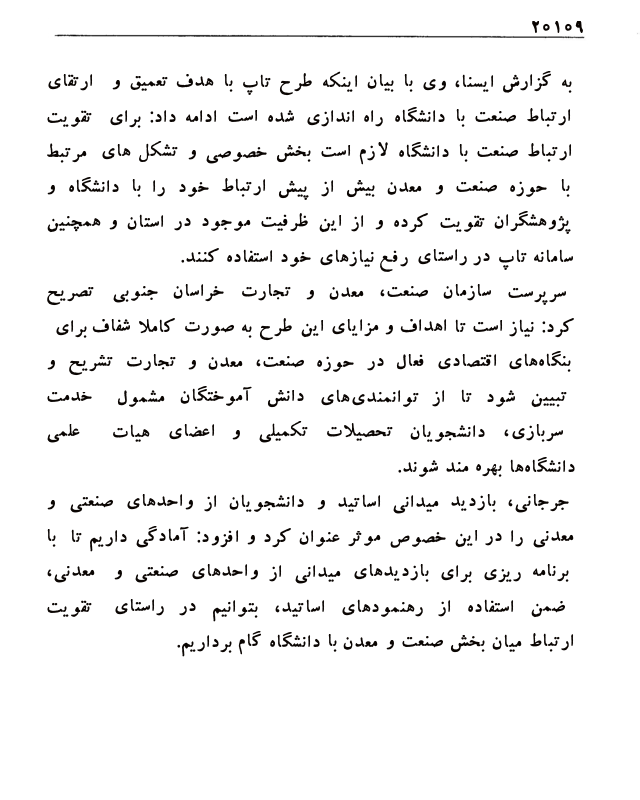 ۲۰۱۰۹
به گزارش ایسنا، وی با بیان اینکه طرح تاپ با هدف تعمیق و ارتقای
ارتباط صنعت با دانشگاه راه اندازی شده است ادامه داد: برای تقویت
ارتباط صنعت با دانشگاه لازم است بخش خصوصی و تشکل های مرتبط
با حوزه صنعت و معدن بیش از پیش ارتباط خود را با دانشگاه و
پژوهشگران تقویت کرده و از این ظرفیت موجود در استان و همچنین
سامانه تاپ در راستای رفع نیازهای خود استفاده کنند.
سرپرست سازمان صنعت، معدن و تجارت خراسان جنوبی تصریح
کرد: نیاز است تا اهداف و مزایای این طرح به صورت کاملا شفاف برای
بنگاه‌های اقتصادی فعال در حوزه صنعت، معدن و تجارت تشریح و
تبیین شود تا از توانمندی‌های دانش آموختگان مشمول خدمت
سربازی، دانشجویان تحصیلات تکمیلی و اعضای هیات علمی
دانشگاه‌ها بهره مند شوند.
جرجانی، بازدید میدانی اساتید و دانشجویان از واحدهای صنعتی و
معدنی را در این خصوص موثر عنوان کرد و افزود: آمادگی داریم تا با
برنامه ریزی برای بازدیدهای میدانی از واحدهای صنعتی و معدنی،
ضمن استفاده از رهنمودهای اساتید، بتوانیم در راستای تقویت
ارتباط میان بخش صنعت و معدن با دانشگاه گام برداریم.